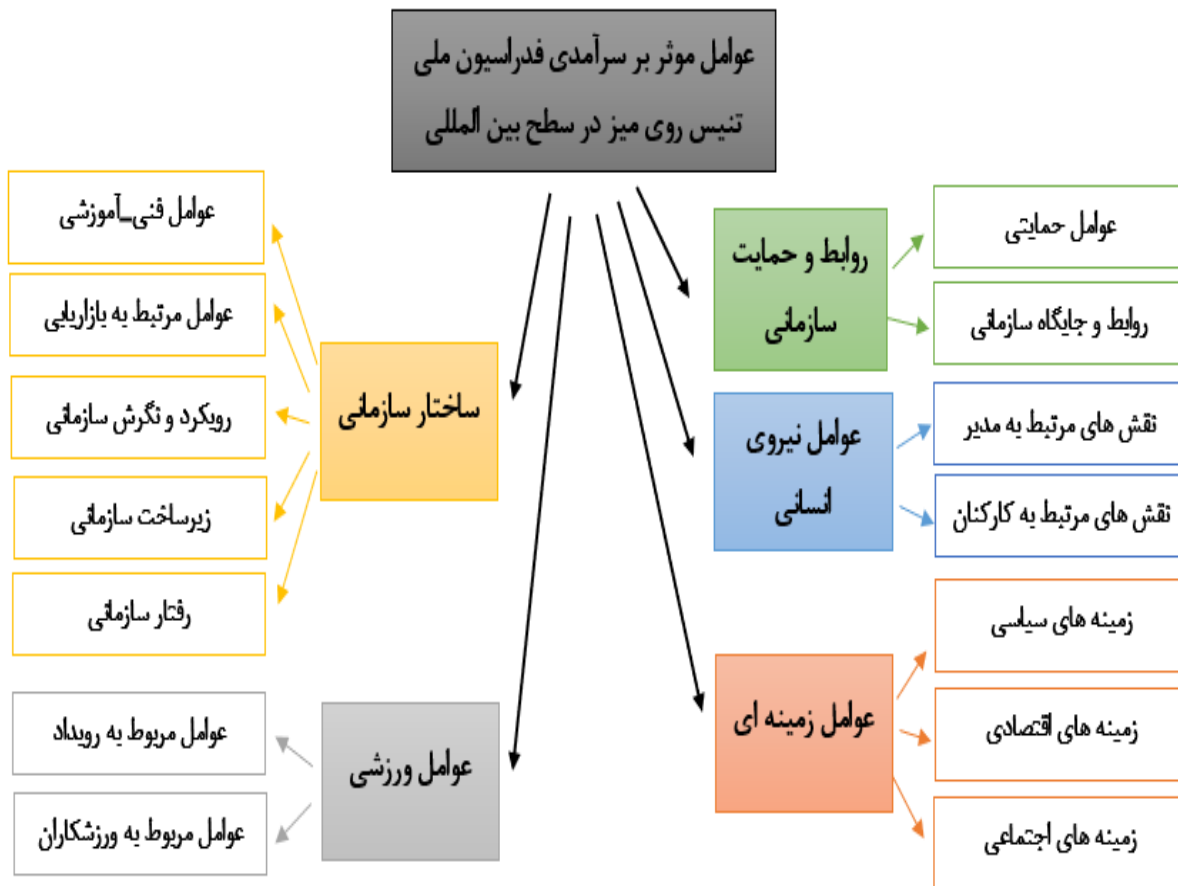 عوامل موثر بر سرآمدی فدراسیون ملی
تنیس روی میز در سطح بین المللی
روابط و حمایت
سازمانی
عوامل حمایتی
روابط و جایگاه سازمانی
عوامل نیروی
انسانی
نقش های مرتبط به مدیر
نقش های مرتبط به کارکنان
عوامل زمینه ای
زمینه های سیاسی
زمینه های اقتصادی
زمینه های اجتماعی
ساختار سازمانی
عوامل فنی_آموزشی
عوامل مرتبط به بازاریابی
رویکرد و نگرش سازمانی
زیرساخت سازمانی
رفتار سازمانی
عوامل ورزشی
عوامل مربوط به رویداد
عوامل مربوط به ورزشکاران